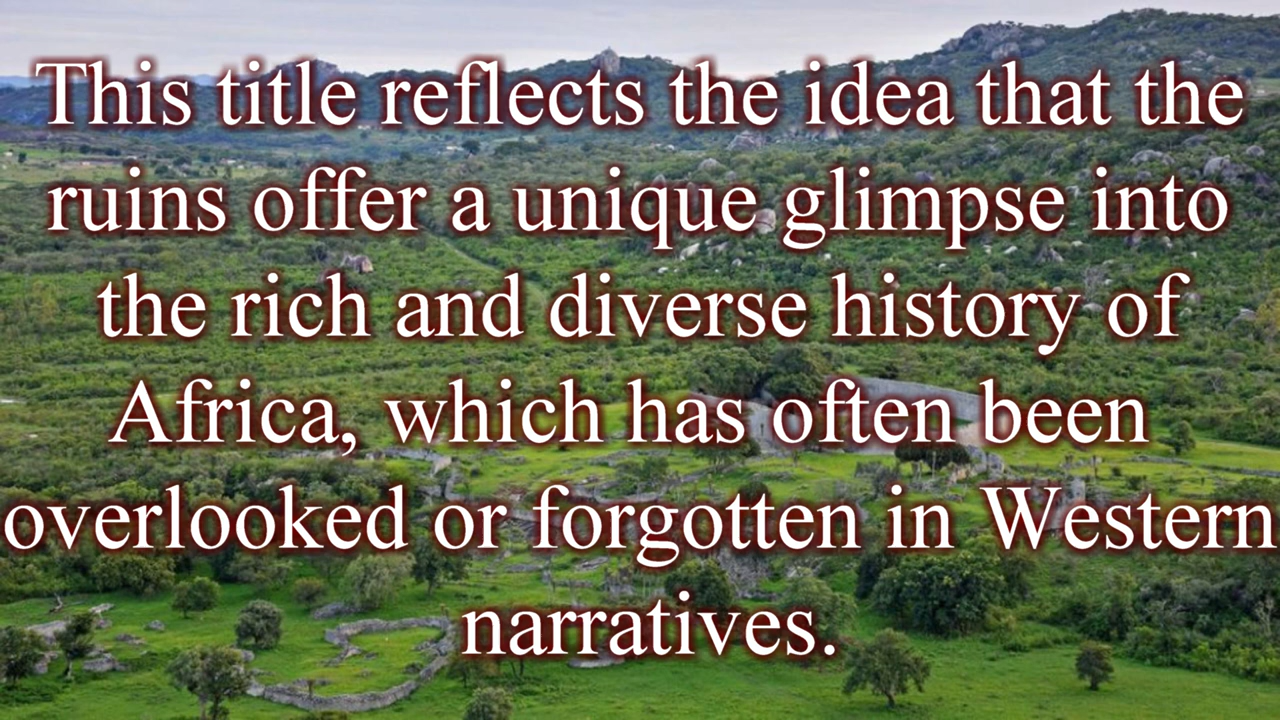 This title reflects the idea that the
ruins offer a unique glimpse into
the rich and diverse history of
Africa, which has often been
overlooked or forgotten in Western
narratives.